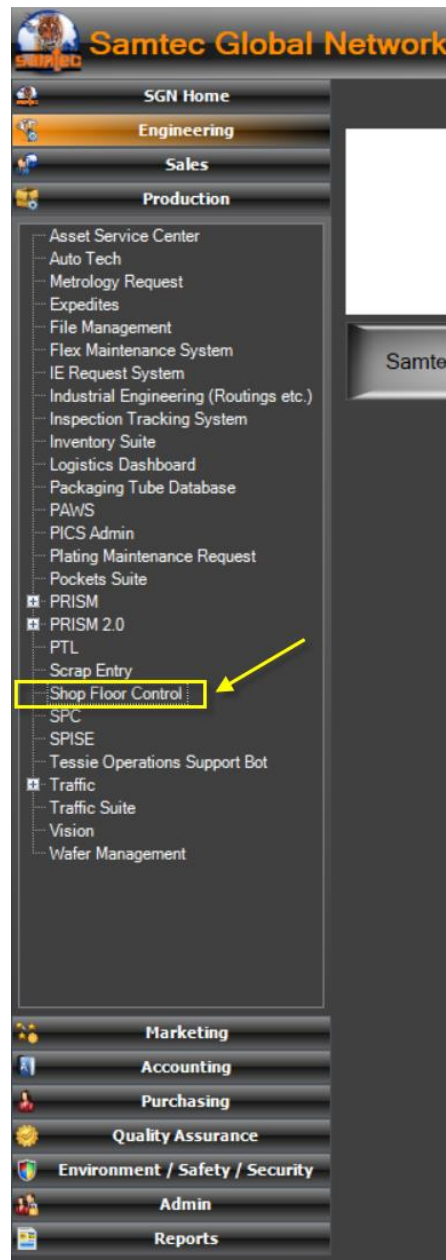 samtec
Samtec Global Network
SGN Home
Engineering
Sales
Production
Asset Service Center
Auto Tech
Metrology Request
Expedites
File Management
Flex Maintenance System
IE Request System
Industrial Engineering (Routings etc.)
Inspection Tracking System
Inventory Suite
Logistics Dashboard
Packaging Tube Database
PAWS
PICS Admin
Plating Maintenance Request
Pockets Suite
PRISM
PRISM 2.0
PTL
Scrap Entry
Shop Floor Control
SPC
SPISE
Tessie Operations Support Bot
Traffic
Traffic Suite
Vision
Wafer Management
Marketing
Accounting
Purchasing
Quality Assurance
Environment / Safety / Security
Admin
Reports
Samte